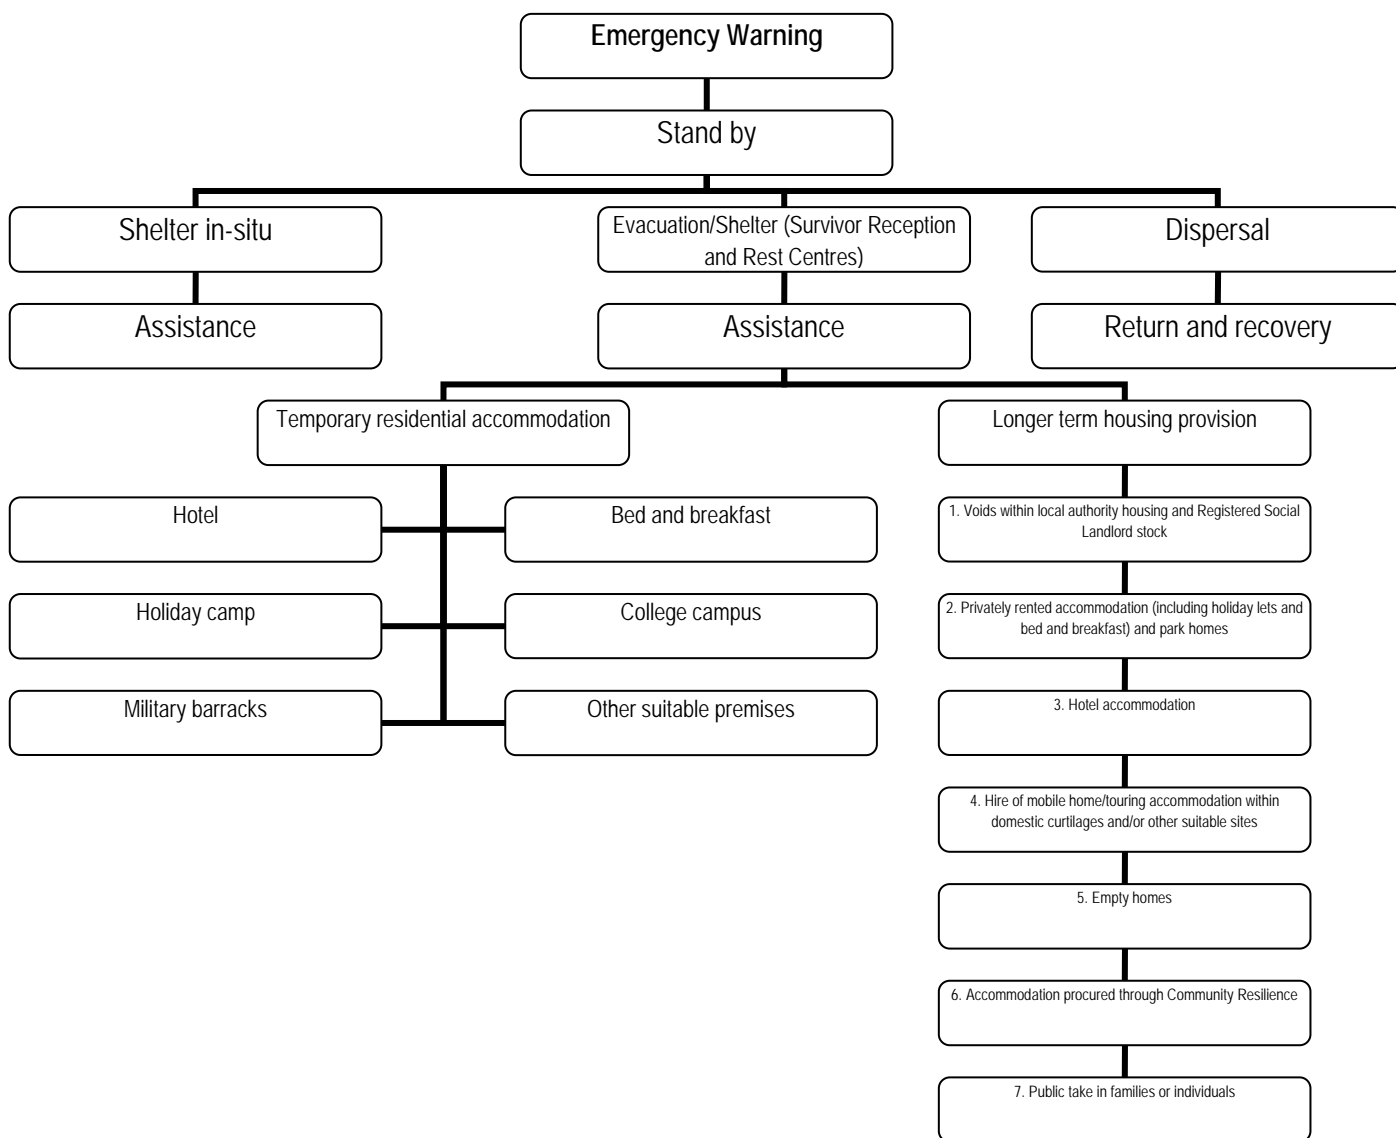 Emergency Warning
Stand by
Shelter in-situ
Evacuation/Shelter (Survivor Reception
and Rest Centres)
Dispersal
Assistance
Assistance
Return and recovery
Temporary residential accommodation
Longer term housing provision
Hotel
Bed and breakfast
1. Voids within local authority housing and Registered Social
Landlord stock
Holiday camp
College campus
2. Privately rented accommodation (including holiday lets and
bed and breakfast) and park homes
Military barracks
Other suitable premises
3. Hotel accommodation
4. Hire of mobile home/touring accommodation within
domestic curtilages and/or other suitable sites
5. Empty homes
6. Accommodation procured through Community Resilience
7. Public take in families or individuals